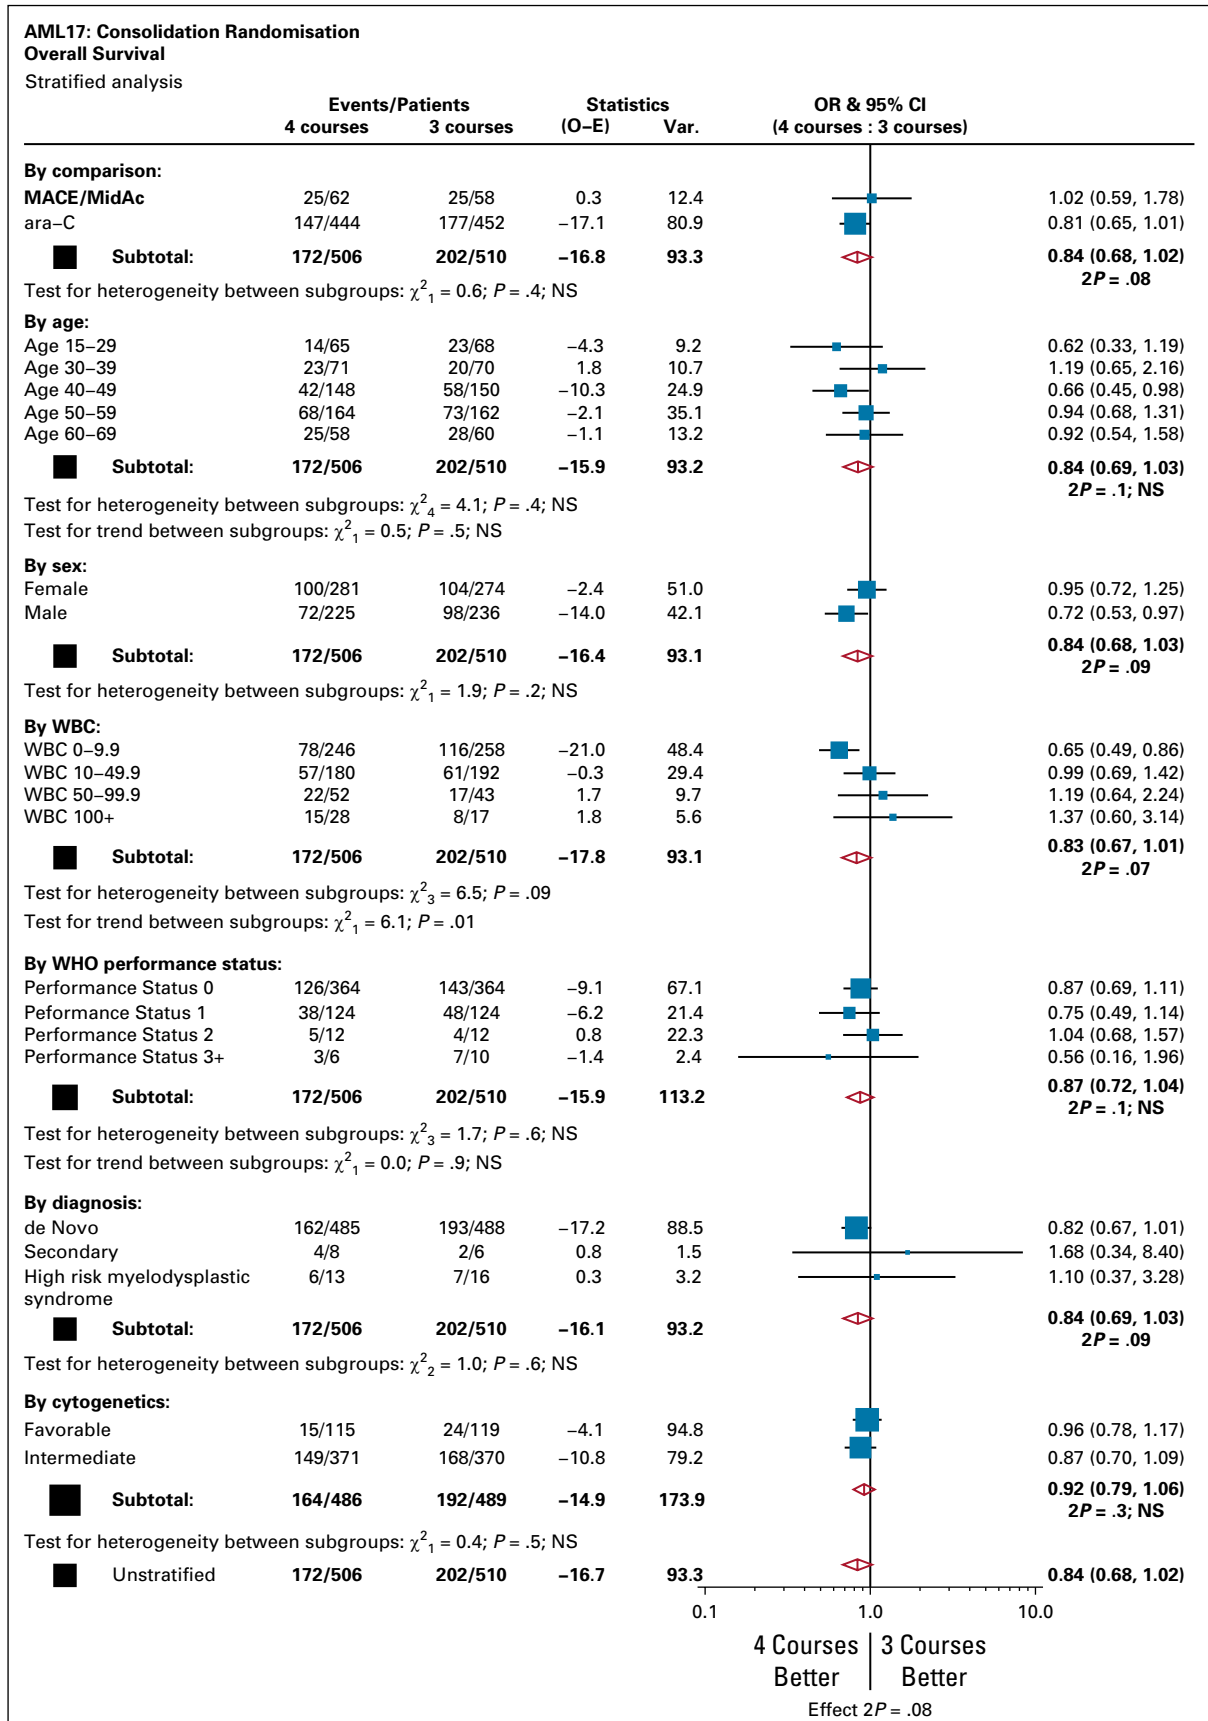 AML17: Consolidation Randomisation
Overall Survival
Stratified analysis
Events/Patients Statistics OR & 95% CI
4 courses 3 courses (O–E) Var. (4 courses : 3 courses)
By comparison:
MACE/MidAc 25/62 25/58 0.3 12.4 1.02 (0.59, 1.78)
ara–C 147/444 177/452 –17.1 80.9 0.81 (0.65, 1.01)
Subtotal: 172/506 202/510 –16.8 93.3 0.84 (0.68, 1.02)
2P = .08
Test for heterogeneity between subgroups: χ²₁ = 0.6; P = .4; NS
By age:
Age 15–29 14/65 23/68 –4.3 9.2 0.62 (0.33, 1.19)
Age 30–39 23/71 20/70 1.8 10.7 1.19 (0.65, 2.16)
Age 40–49 42/148 58/150 –10.3 24.9 0.66 (0.45, 0.98)
Age 50–59 68/164 73/162 –2.1 35.1 0.94 (0.68, 1.31)
Age 60–69 25/58 28/60 –1.1 13.2 0.92 (0.54, 1.58)
Subtotal: 172/506 202/510 –15.9 93.2 0.84 (0.69, 1.03)
2P = .1; NS
Test for heterogeneity between subgroups: χ²₄ = 4.1; P = .4; NS
Test for trend between subgroups: χ²₁ = 0.5; P = .5; NS
By sex:
Female 100/281 104/274 –2.4 51.0 0.95 (0.72, 1.25)
Male 72/225 98/236 –14.0 42.1 0.72 (0.53, 0.97)
Subtotal: 172/506 202/510 –16.4 93.1 0.84 (0.68, 1.03)
2P = .09
Test for heterogeneity between subgroups: χ²₁ = 1.9; P = .2; NS
By WBC:
WBC 0–9.9 78/246 116/258 –21.0 48.4 0.65 (0.49, 0.86)
WBC 10–49.9 57/180 61/192 –0.3 29.4 0.99 (0.69, 1.42)
WBC 50–99.9 22/52 17/43 1.7 9.7 1.19 (0.64, 2.24)
WBC 100+ 15/28 8/17 1.8 5.6 1.37 (0.60, 3.14)
Subtotal: 172/506 202/510 –17.8 93.1 0.83 (0.67, 1.01)
2P = .07
Test for heterogeneity between subgroups: χ²₃ = 6.5; P = .09
Test for trend between subgroups: χ²₁ = 6.1; P = .01
By WHO performance status:
Performance Status 0 126/364 143/364 –9.1 67.1 0.87 (0.69, 1.11)
Peformance Status 1 38/124 48/124 –6.2 21.4 0.75 (0.49, 1.14)
Performance Status 2 5/12 4/12 0.8 22.3 1.04 (0.68, 1.57)
Performance Status 3+ 3/6 7/10 –1.4 2.4 0.56 (0.16, 1.96)
Subtotal: 172/506 202/510 –15.9 113.2 0.87 (0.72, 1.04)
2P = .1; NS
Test for heterogeneity between subgroups: χ²₃ = 1.7; P = .6; NS
Test for trend between subgroups: χ²₁ = 0.0; P = .9; NS
By diagnosis:
de Novo 162/485 193/488 –17.2 88.5 0.82 (0.67, 1.01)
Secondary 4/8 2/6 0.8 1.5 1.68 (0.34, 8.40)
High risk myelodysplastic 6/13 7/16 0.3 3.2 1.10 (0.37, 3.28)
syndrome
Subtotal: 172/506 202/510 –16.1 93.2 0.84 (0.69, 1.03)
2P = .09
Test for heterogeneity between subgroups: χ²₂ = 1.0; P = .6; NS
By cytogenetics:
Favorable 15/115 24/119 –4.1 94.8 0.96 (0.78, 1.17)
Intermediate 149/371 168/370 –10.8 79.2 0.87 (0.70, 1.09)
Subtotal: 164/486 192/489 –14.9 173.9 0.92 (0.79, 1.06)
2P = .3; NS
Test for heterogeneity between subgroups: χ²₁ = 0.4; P = .5; NS
Unstratified 172/506 202/510 –16.7 93.3 0.84 (0.68, 1.02)
0.1 1.0 10.0
4 Courses 3 Courses
Better Better
Effect 2P = .08